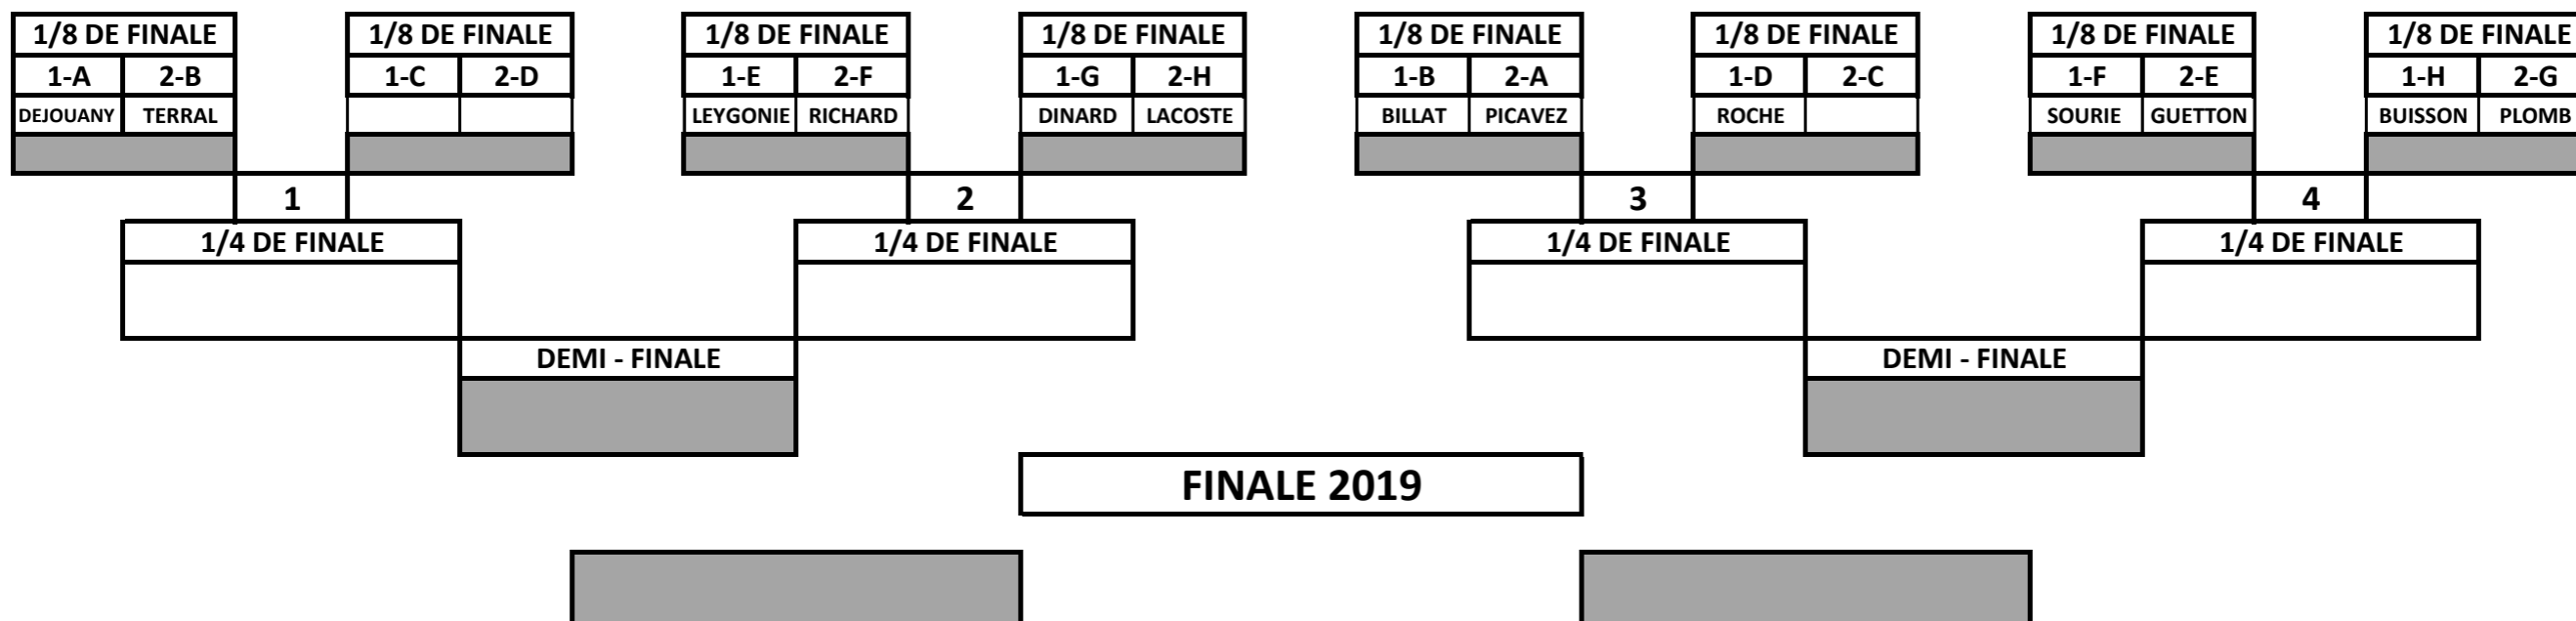 1/8 DE FINALE 1/8 DE FINALE 1/8 DE FINALE 1/8 DE FINALE 1/8 DE FINALE 1/8 DE FINALE 1/8 DE FINALE 1/8 DE FINALE
1-A 2-B 1-C 2-D 1-E 2-F 1-G 2-H 1-B 2-A 1-D 2-C 1-F 2-E 1-H 2-G
DEJOUANY TERRAL LEYGONIE RICHARD DINARD LACOSTE BILLAT PICAVEZ ROCHE SOURIE GUETTON BUISSON PLOMB
1 2 3 4
1/4 DE FINALE 1/4 DE FINALE 1/4 DE FINALE 1/4 DE FINALE
DEMI - FINALE DEMI - FINALE
FINALE 2019